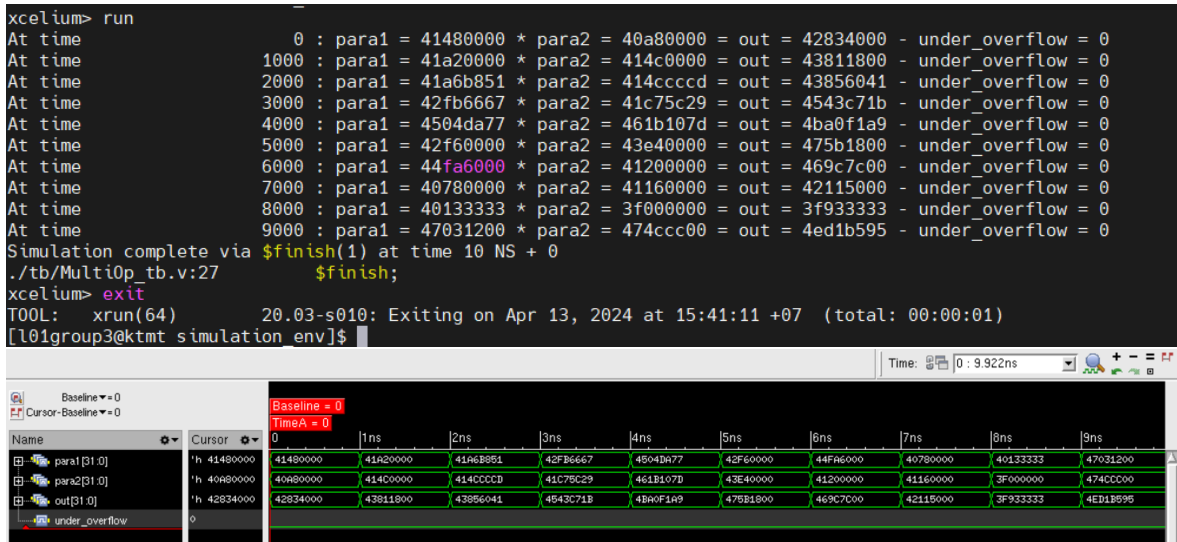 xcelium> run
At time 0 : para1 = 41480000 * para2 = 40a80000 = out = 42834000 - under_overflow = 0
At time 1000 : para1 = 41a20000 * para2 = 414c0000 = out = 43811800 - under_overflow = 0
At time 2000 : para1 = 41a6b851 * para2 = 414ccccd = out = 43856041 - under_overflow = 0
At time 3000 : para1 = 42fb6667 * para2 = 41c75c29 = out = 4543c71b - under_overflow = 0
At time 4000 : para1 = 4504da77 * para2 = 461b107d = out = 4ba0f1a9 - under_overflow = 0
At time 5000 : para1 = 42f60000 * para2 = 43e40000 = out = 475b1800 - under_overflow = 0
At time 6000 : para1 = 44fa6000 * para2 = 41200000 = out = 469c7c00 - under_overflow = 0
At time 7000 : para1 = 40780000 * para2 = 41160000 = out = 42115000 - under_overflow = 0
At time 8000 : para1 = 40133333 * para2 = 3f000000 = out = 3f933333 - under_overflow = 0
At time 9000 : para1 = 47031200 * para2 = 474ccc00 = out = 4ed1b595 - under_overflow = 0
Simulation complete via $finish(1) at time 10 NS + 0
./tb/MultiOp_tb.v:27 $finish;
xcelium> exit
TOOL: xrun(64) 20.03-s010: Exiting on Apr 13, 2024 at 15:41:11 +07 (total: 00:00:01)
[l01group3@ktmt simulation_env]$
Time: 0 : 9.922ns
Baseline ▾= 0
Cursor-Baseline ▾= 0
Baseline = 0
TimeA = 0
Name Cursor 0 1ns 2ns 3ns 4ns 5ns 6ns 7ns 8ns 9ns
para1[31:0] 'h 41480000 41480000 41A20000 41A6B851 42FB6667 4504DA77 42F60000 44FA6000 40780000 40133333 47031200
para2[31:0] 'h 40A80000 40A80000 414C0000 414CCCCD 41C75C29 461B107D 43E40000 41200000 41160000 3F000000 474CCC00
out[31:0] 'h 42834000 42834000 43811800 43856041 4543C71B 4BA0F1A9 475B1800 469C7C00 42115000 3F933333 4ED1B595
under_overflow 0